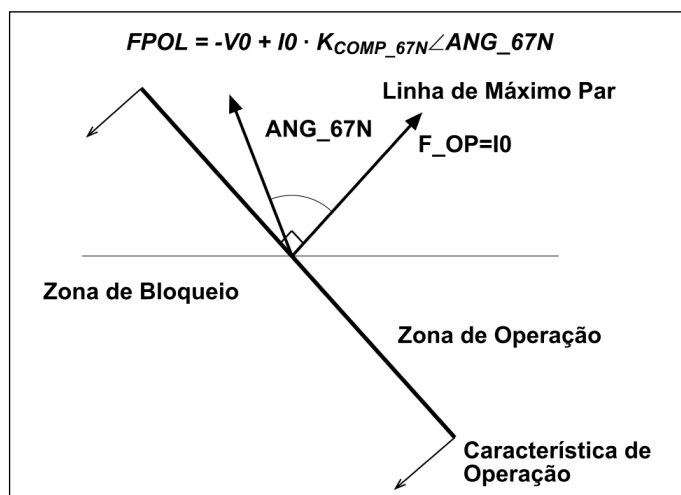 FPOL = -V0 + I0 · K_COMP_67N∠ANG_67N
Linha de Máximo Par
ANG_67N
F_OP=I0
Zona de Bloqueio
Zona de Operação
Característica de
Operação